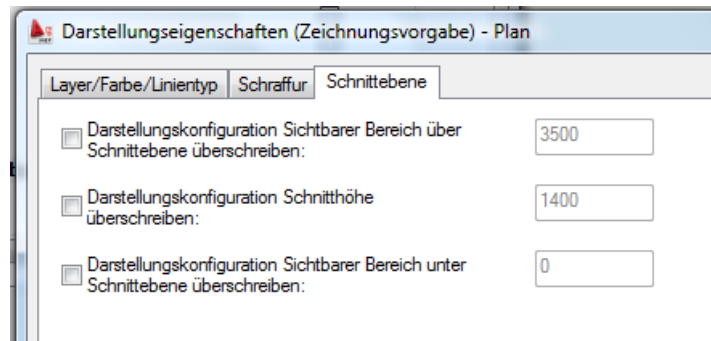 Darstellungseigenschaften (Zeichnungsvorgabe) - Plan
Layer/Farbe/Linientyp Schraffur Schnittebene
Darstellungskonfiguration Sichtbarer Bereich über
Schnittebene überschreiben:
3500
Darstellungskonfiguration Schnitthöhe
überschreiben:
1400
Darstellungskonfiguration Sichtbarer Bereich unter
Schnittebene überschreiben:
0